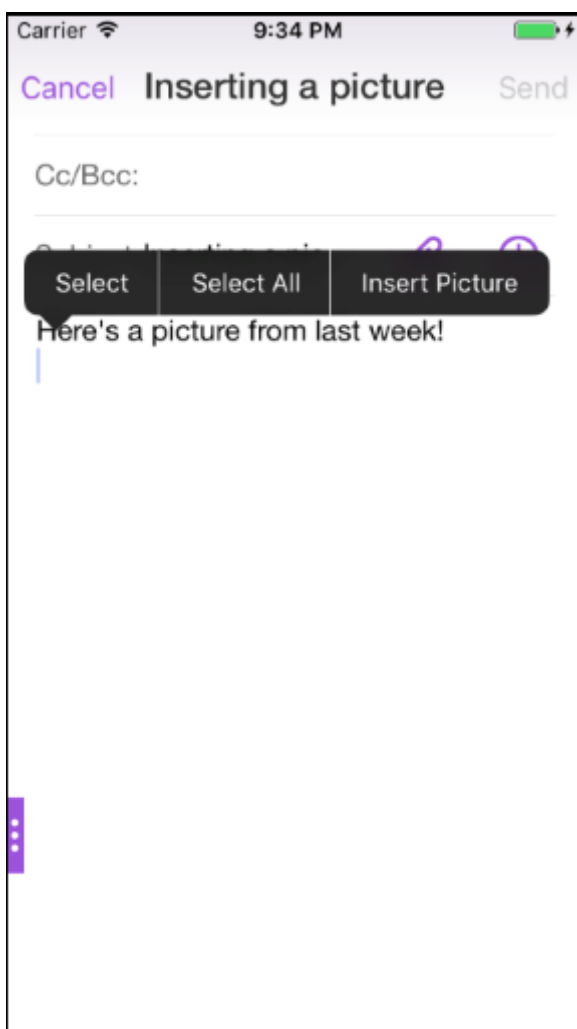 Carrier 9:34 PM
Cancel Inserting a picture Send
Cc/Bcc:
Select Select All Insert Picture
Here's a picture from last week!